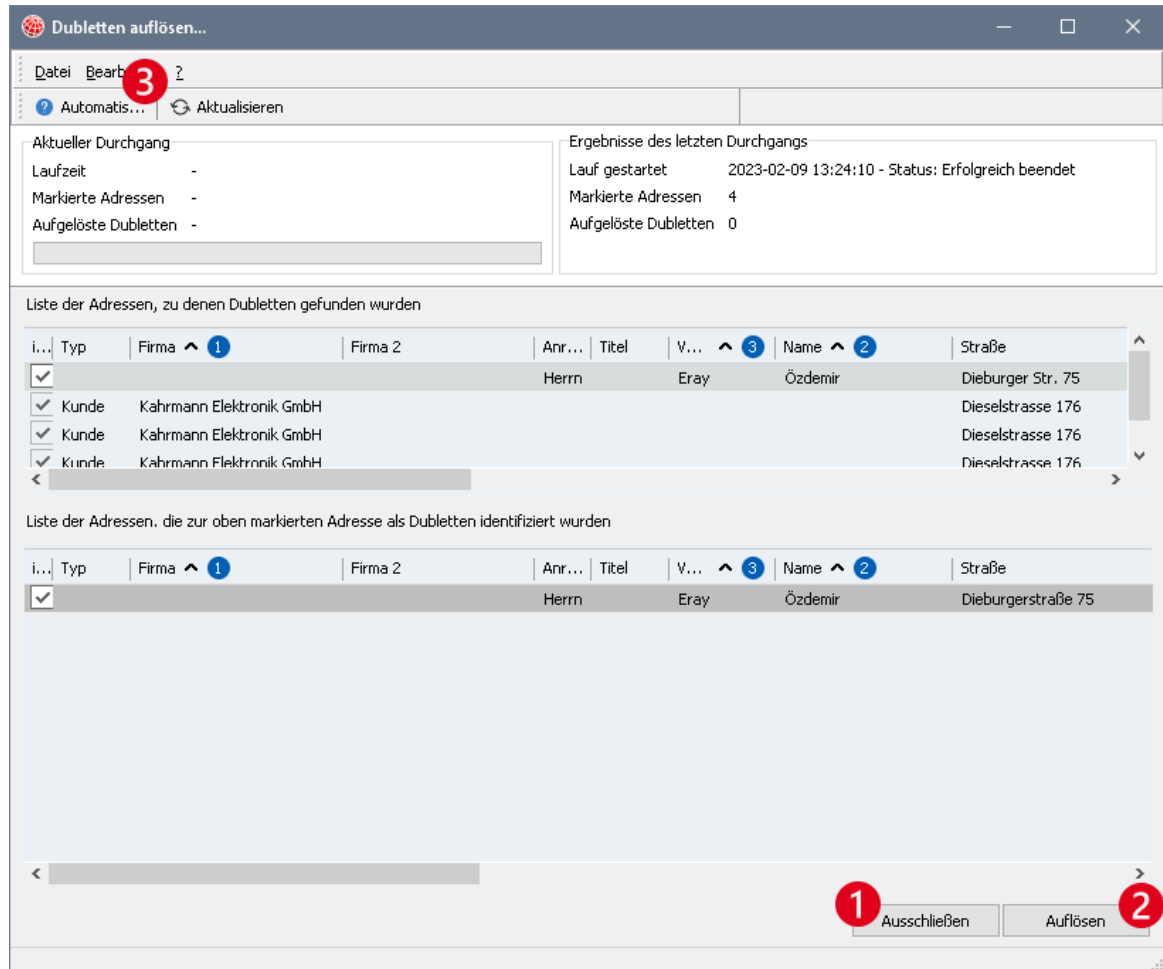 Dubletten auflösen...
Datei Bearb 3 ?
Automatis... Aktualisieren
Aktueller Durchgang
Laufzeit -
Markierte Adressen -
Aufgelöste Dubletten -
Ergebnisse des letzten Durchgangs
Lauf gestartet 2023-02-09 13:24:10 - Status: Erfolgreich beendet
Markierte Adressen 4
Aufgelöste Dubletten 0
Liste der Adressen, zu denen Dubletten gefunden wurden
i... Typ Firma 1 Firma 2 Anr... Titel V... 3 Name 2 Straße
Herrn Eray Özdemir Dieburger Str. 75
Kunde Kahrmann Elektronik GmbH Dieselstrasse 176
Kunde Kahrmann Elektronik GmbH Dieselstrasse 176
Kunde Kahrmann Elektronik GmbH Dieselstrasse 176
Liste der Adressen. die zur oben markierten Adresse als Dubletten identifiziert wurden
i... Typ Firma 1 Firma 2 Anr... Titel V... 3 Name 2 Straße
Herrn Eray Özdemir Dieburgerstraße 75
1 Ausschließen Auflösen 2